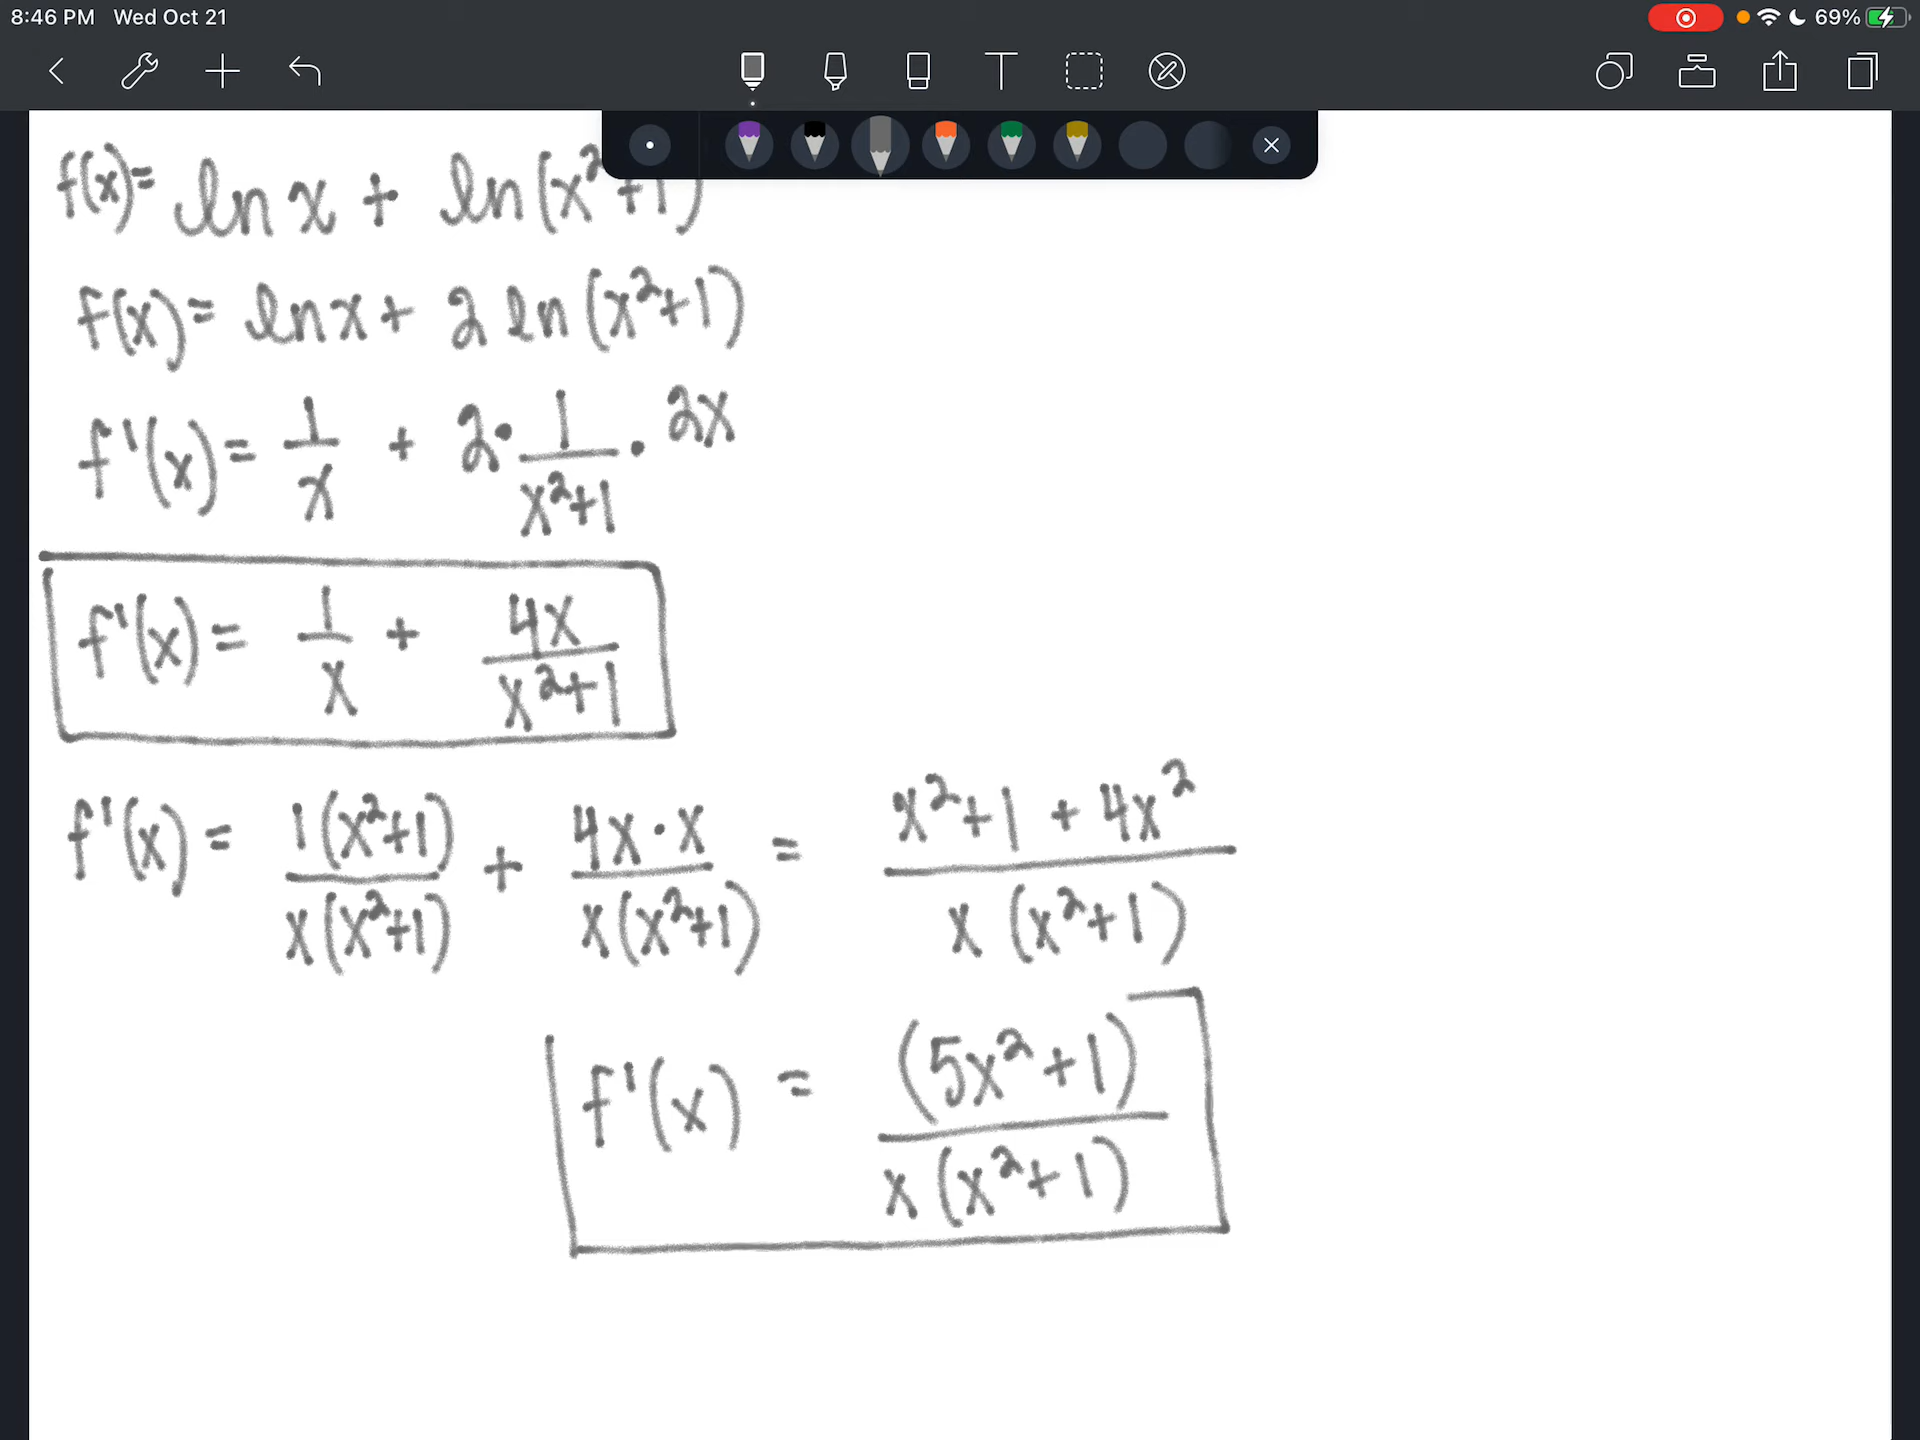 8:46 PM Wed Oct 21 69%
T
f(x)= ln x + ln(x²+1)
f(x)= ln x + 2 ln (x²+1)
f'(x)= 1/x + 2· 1/(x²+1) · 2x
f'(x)= 1/x + 4x/(x²+1)
f'(x) = 1(x²+1)/(x(x²+1)) + 4x·x/(x(x²+1)) = (x²+1 + 4x²)/(x (x²+1))
f'(x) = (5x²+1)/(x (x²+1))